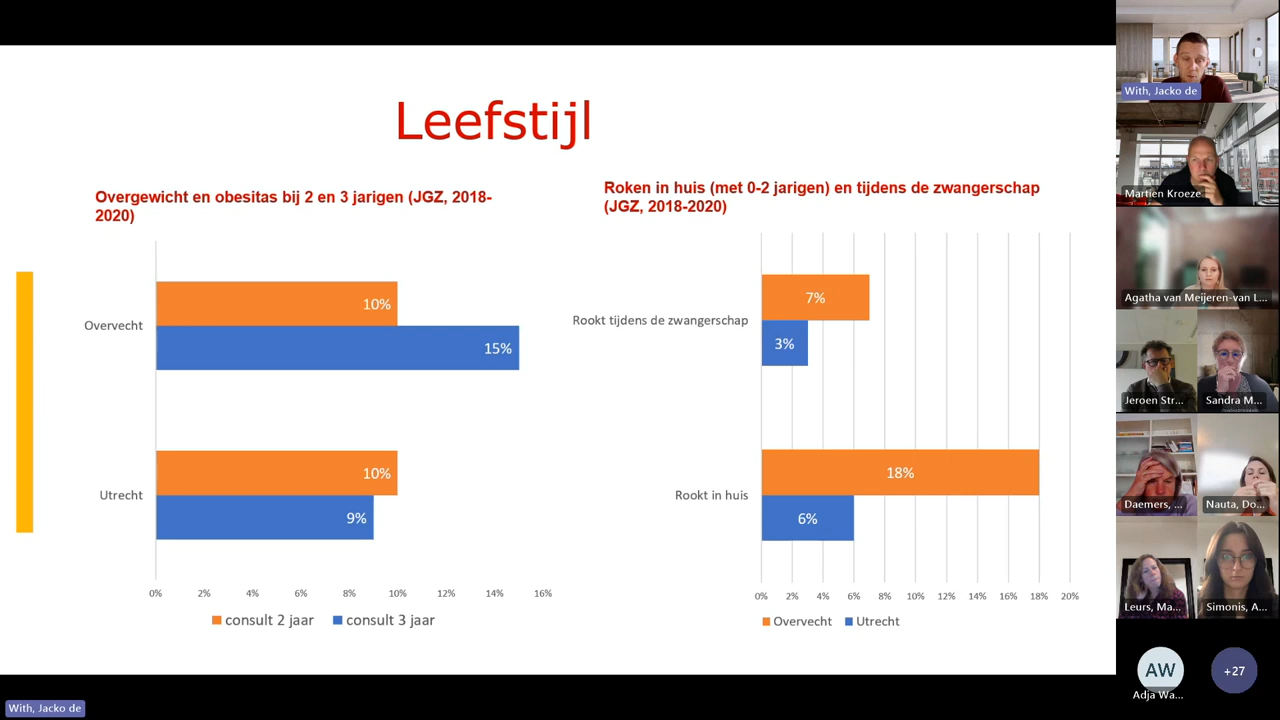 Leefstijl
Overgewicht en obesitas bij 2 en 3 jarigen (JGZ, 2018-
2020)
Overvecht
10%
15%
Utrecht
10%
9%
0% 2% 4% 6% 8% 10% 12% 14% 16%
consult 2 jaar consult 3 jaar
Roken in huis (met 0-2 jarigen) en tijdens de zwangerschap
(JGZ, 2018-2020)
Rookt tijdens de zwangerschap
7%
3%
Rookt in huis
18%
6%
0% 2% 4% 6% 8% 10% 12% 14% 16% 18% 20%
Overvecht Utrecht
With, Jacko de
With, Jacko de
Martien Kroeze
Agatha van Meijeren-van L...
Jeroen Str... Sandra M...
Daemers, ... Nauta, Do...
Leurs, Ma... Simonis, A...
AW +27
Adja Wa...